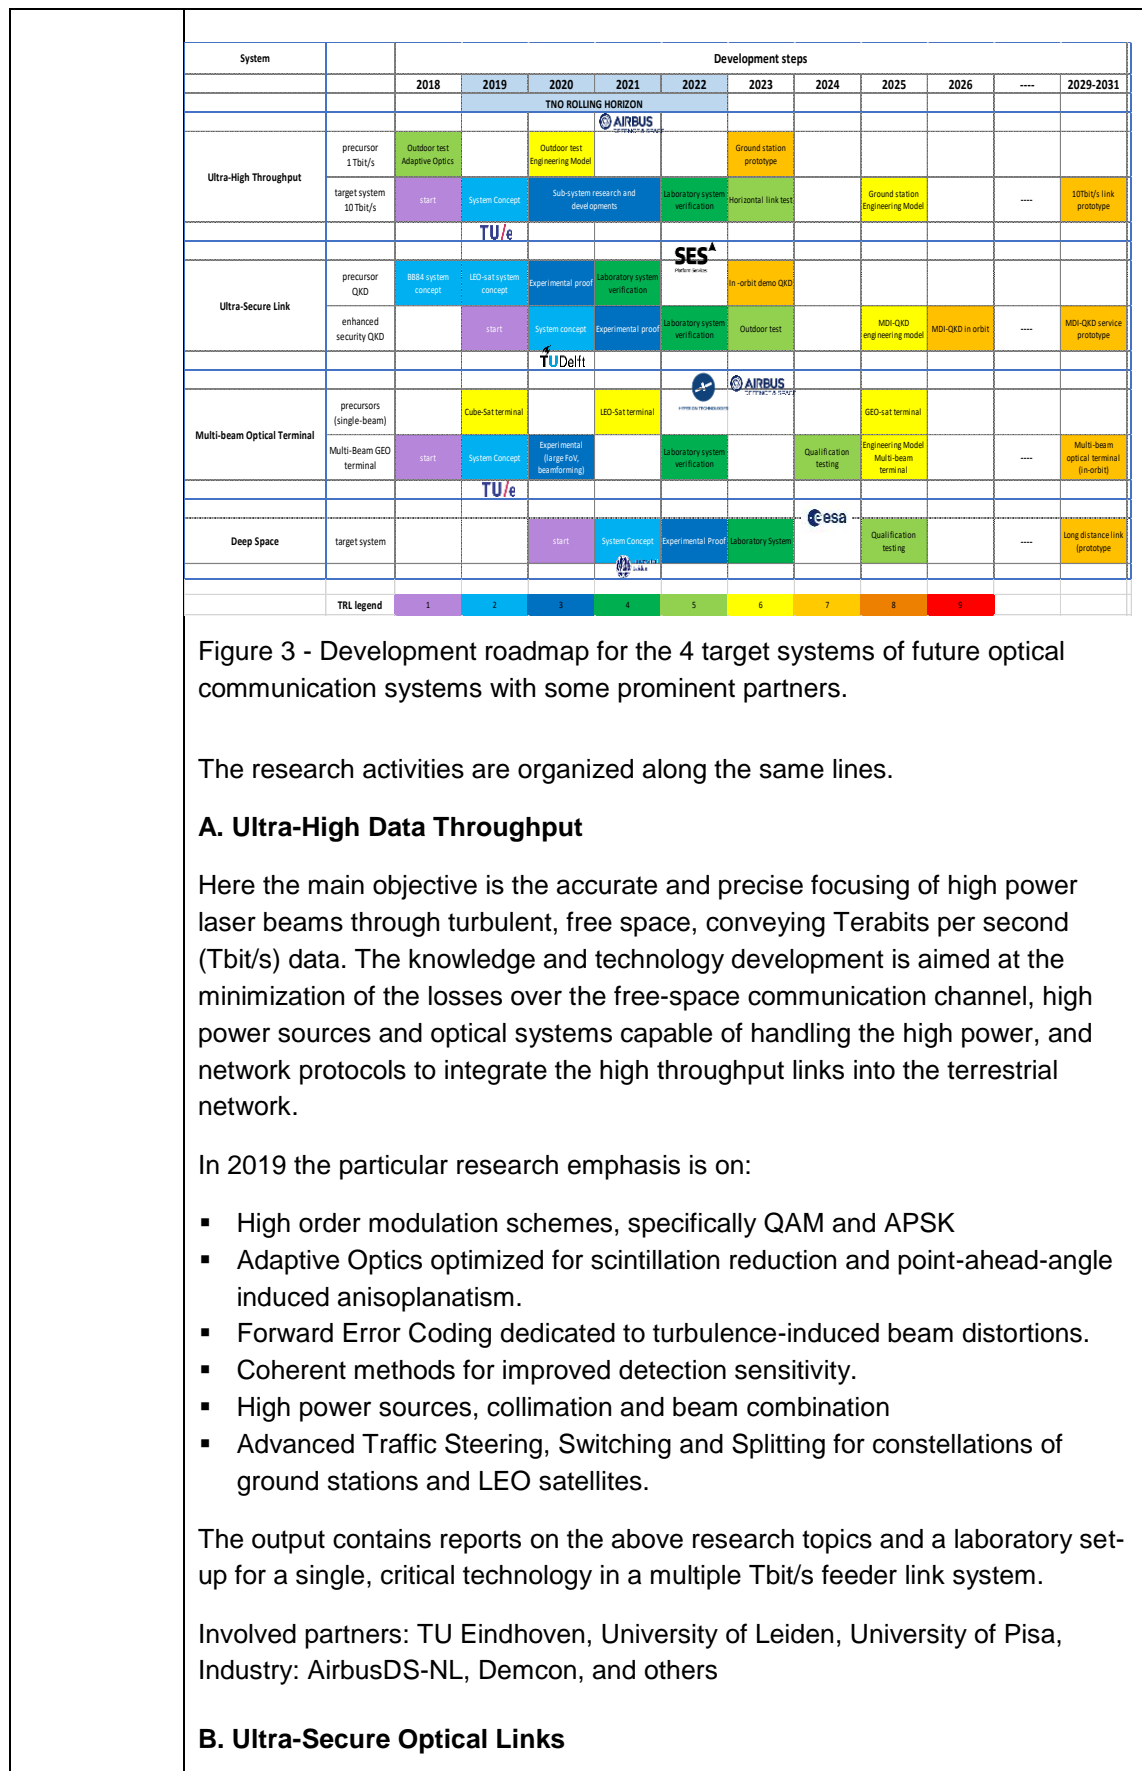 System Development steps
2018 2019 2020 2021 2022 2023 2024 2025 2026 ---- 2029-2031
TNO ROLLING HORIZON
AIRBUS
DEFENCE & SPACE
Ultra-High Throughput
precursor 1 Tbit/s
Outdoor test Adaptive Optics
Outdoor test Engineering Model
Ground station prototype
target system 10 Tbit/s
start
System Concept
Sub-system research and developments
Laboratory system verification
Horizontal link test
Ground station Engineering Model
----
10Tbit/s link prototype
TU/e
SES
Ultra-Secure Link
precursor QKD
BB84 system concept
LEO-sat system concept
Experimental proof
Laboratory system verification
In -orbit demo QKD
enhanced security QKD
start
System concept
Experimental proof
Laboratory system verification
Outdoor test
MDI-QKD engineering model
MDI-QKD in orbit
----
MDI-QKD service prototype
TUDelft
HYPERION TECHNOLOGIES
AIRBUS
DEFENCE & SPACE
Multi-beam Optical Terminal
precursors (single-beam)
Cube-Sat terminal
LEO-Sat terminal
GEO-sat terminal
Multi-Beam GEO terminal
start
System Concept
Experimental (large FoV, beamforming)
Laboratory system verification
Qualification testing
Engineering Model Multi-beam terminal
----
Multi-beam optical terminal (in-orbit)
TU/e
esa
Deep Space
target system
start
System Concept
Experimental Proof
Laboratory System
Qualification testing
----
Long distance link (prototype
TRL legend 1 2 3 4 5 6 7 8 9
Figure 3 - Development roadmap for the 4 target systems of future optical
communication systems with some prominent partners.
The research activities are organized along the same lines.
A. Ultra-High Data Throughput
Here the main objective is the accurate and precise focusing of high power
laser beams through turbulent, free space, conveying Terabits per second
(Tbit/s) data. The knowledge and technology development is aimed at the
minimization of the losses over the free-space communication channel, high
power sources and optical systems capable of handling the high power, and
network protocols to integrate the high throughput links into the terrestrial
network.
In 2019 the particular research emphasis is on:
▪ High order modulation schemes, specifically QAM and APSK
▪ Adaptive Optics optimized for scintillation reduction and point-ahead-angle
induced anisoplanatism.
▪ Forward Error Coding dedicated to turbulence-induced beam distortions.
▪ Coherent methods for improved detection sensitivity.
▪ High power sources, collimation and beam combination
▪ Advanced Traffic Steering, Switching and Splitting for constellations of
ground stations and LEO satellites.
The output contains reports on the above research topics and a laboratory set-
up for a single, critical technology in a multiple Tbit/s feeder link system.
Involved partners: TU Eindhoven, University of Leiden, University of Pisa,
Industry: AirbusDS-NL, Demcon, and others
B. Ultra-Secure Optical Links